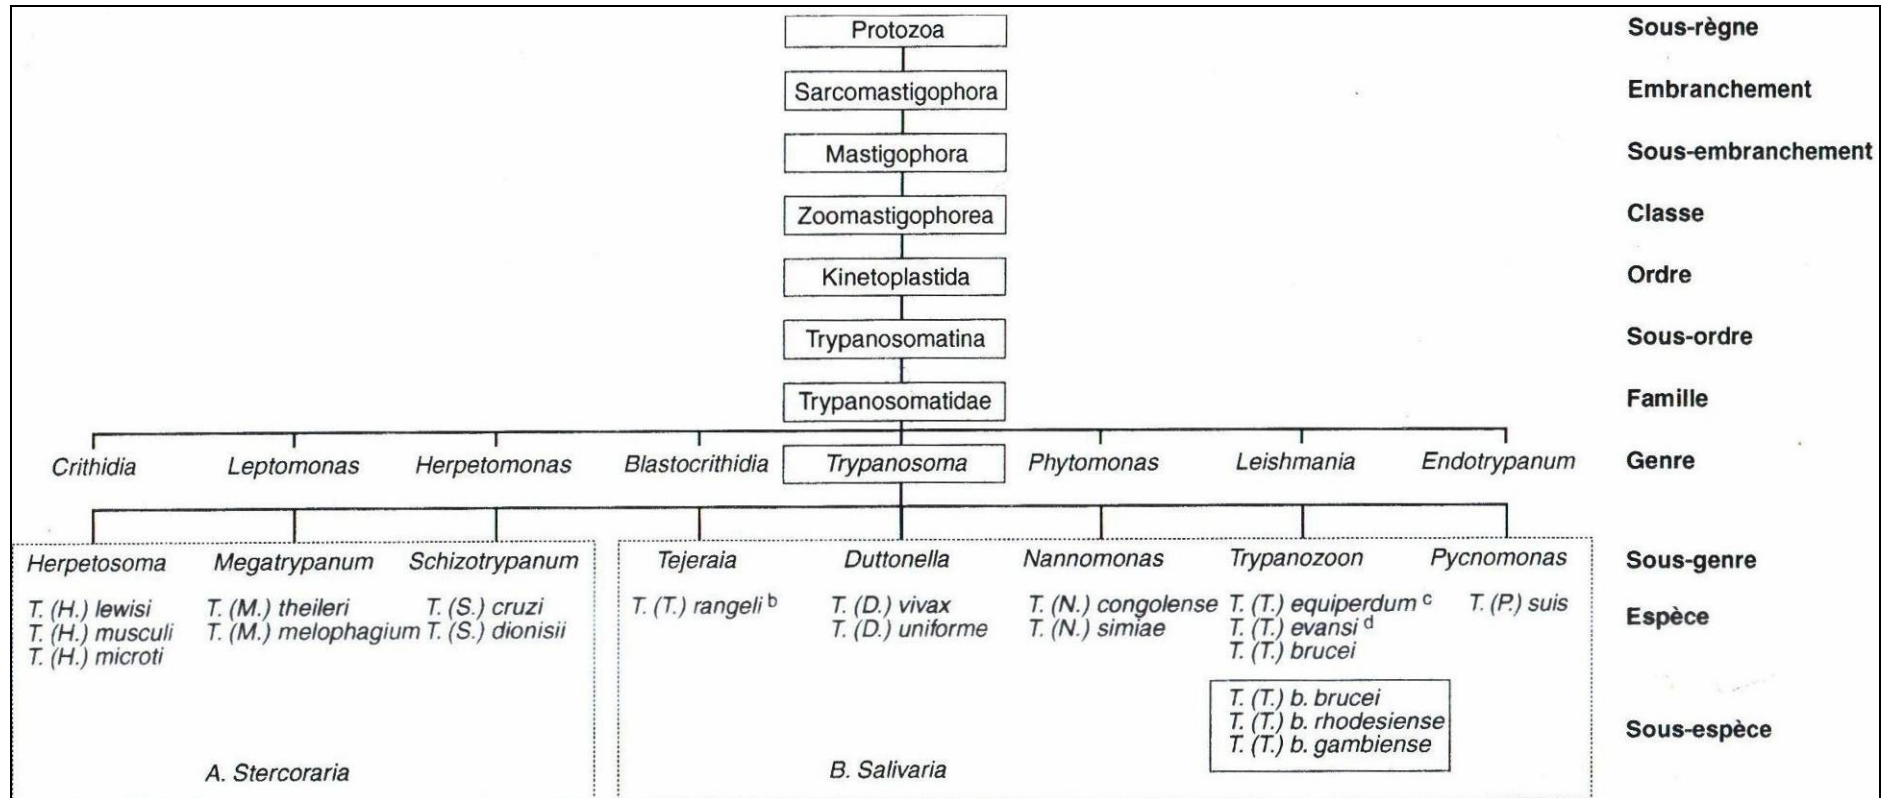 Protozoa Sous-règne
Sarcomastigophora Embranchement
Mastigophora Sous-embranchement
Zoomastigophorea Classe
Kinetoplastida Ordre
Trypanosomatina Sous-ordre
Trypanosomatidae Famille
Crithidia Leptomonas Herpetomonas Blastocrithidia Trypanosoma Phytomonas Leishmania Endotrypanum Genre
Herpetosoma Megatrypanum Schizotrypanum Tejeraia Duttonella Nannomonas Trypanozoon Pycnomonas Sous-genre
T. (H.) lewisi T. (M.) theileri T. (S.) cruzi T. (T.) rangeli b T. (D.) vivax T. (N.) congolense T. (T.) equiperdum c T. (P.) suis Espèce
T. (H.) musculi T. (M.) melophagium T. (S.) dionisii T. (D.) uniforme T. (N.) simiae T. (T.) evansi d
T. (H.) microti T. (T.) brucei
T. (T.) b. brucei
T. (T.) b. rhodesiense Sous-espèce
T. (T.) b. gambiense
A. Stercoraria B. Salivaria